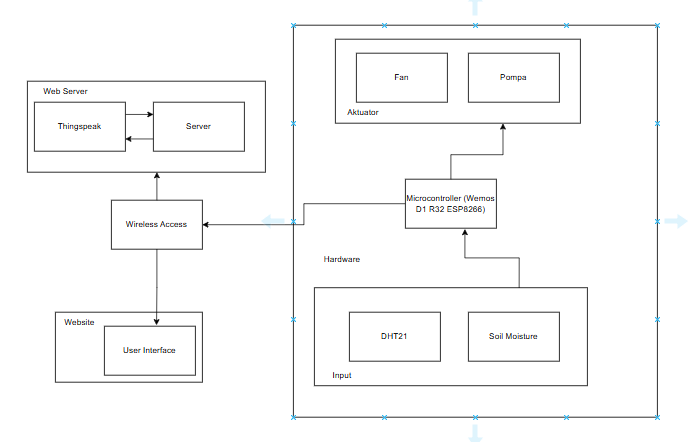 Web Server
Thingspeak
Server
Wireless Access
Website
User Interface
Fan
Pompa
Aktuator
Microcontroller (Wemos
D1 R32 ESP8266)
Hardware
DHT21
Soil Moisture
Input